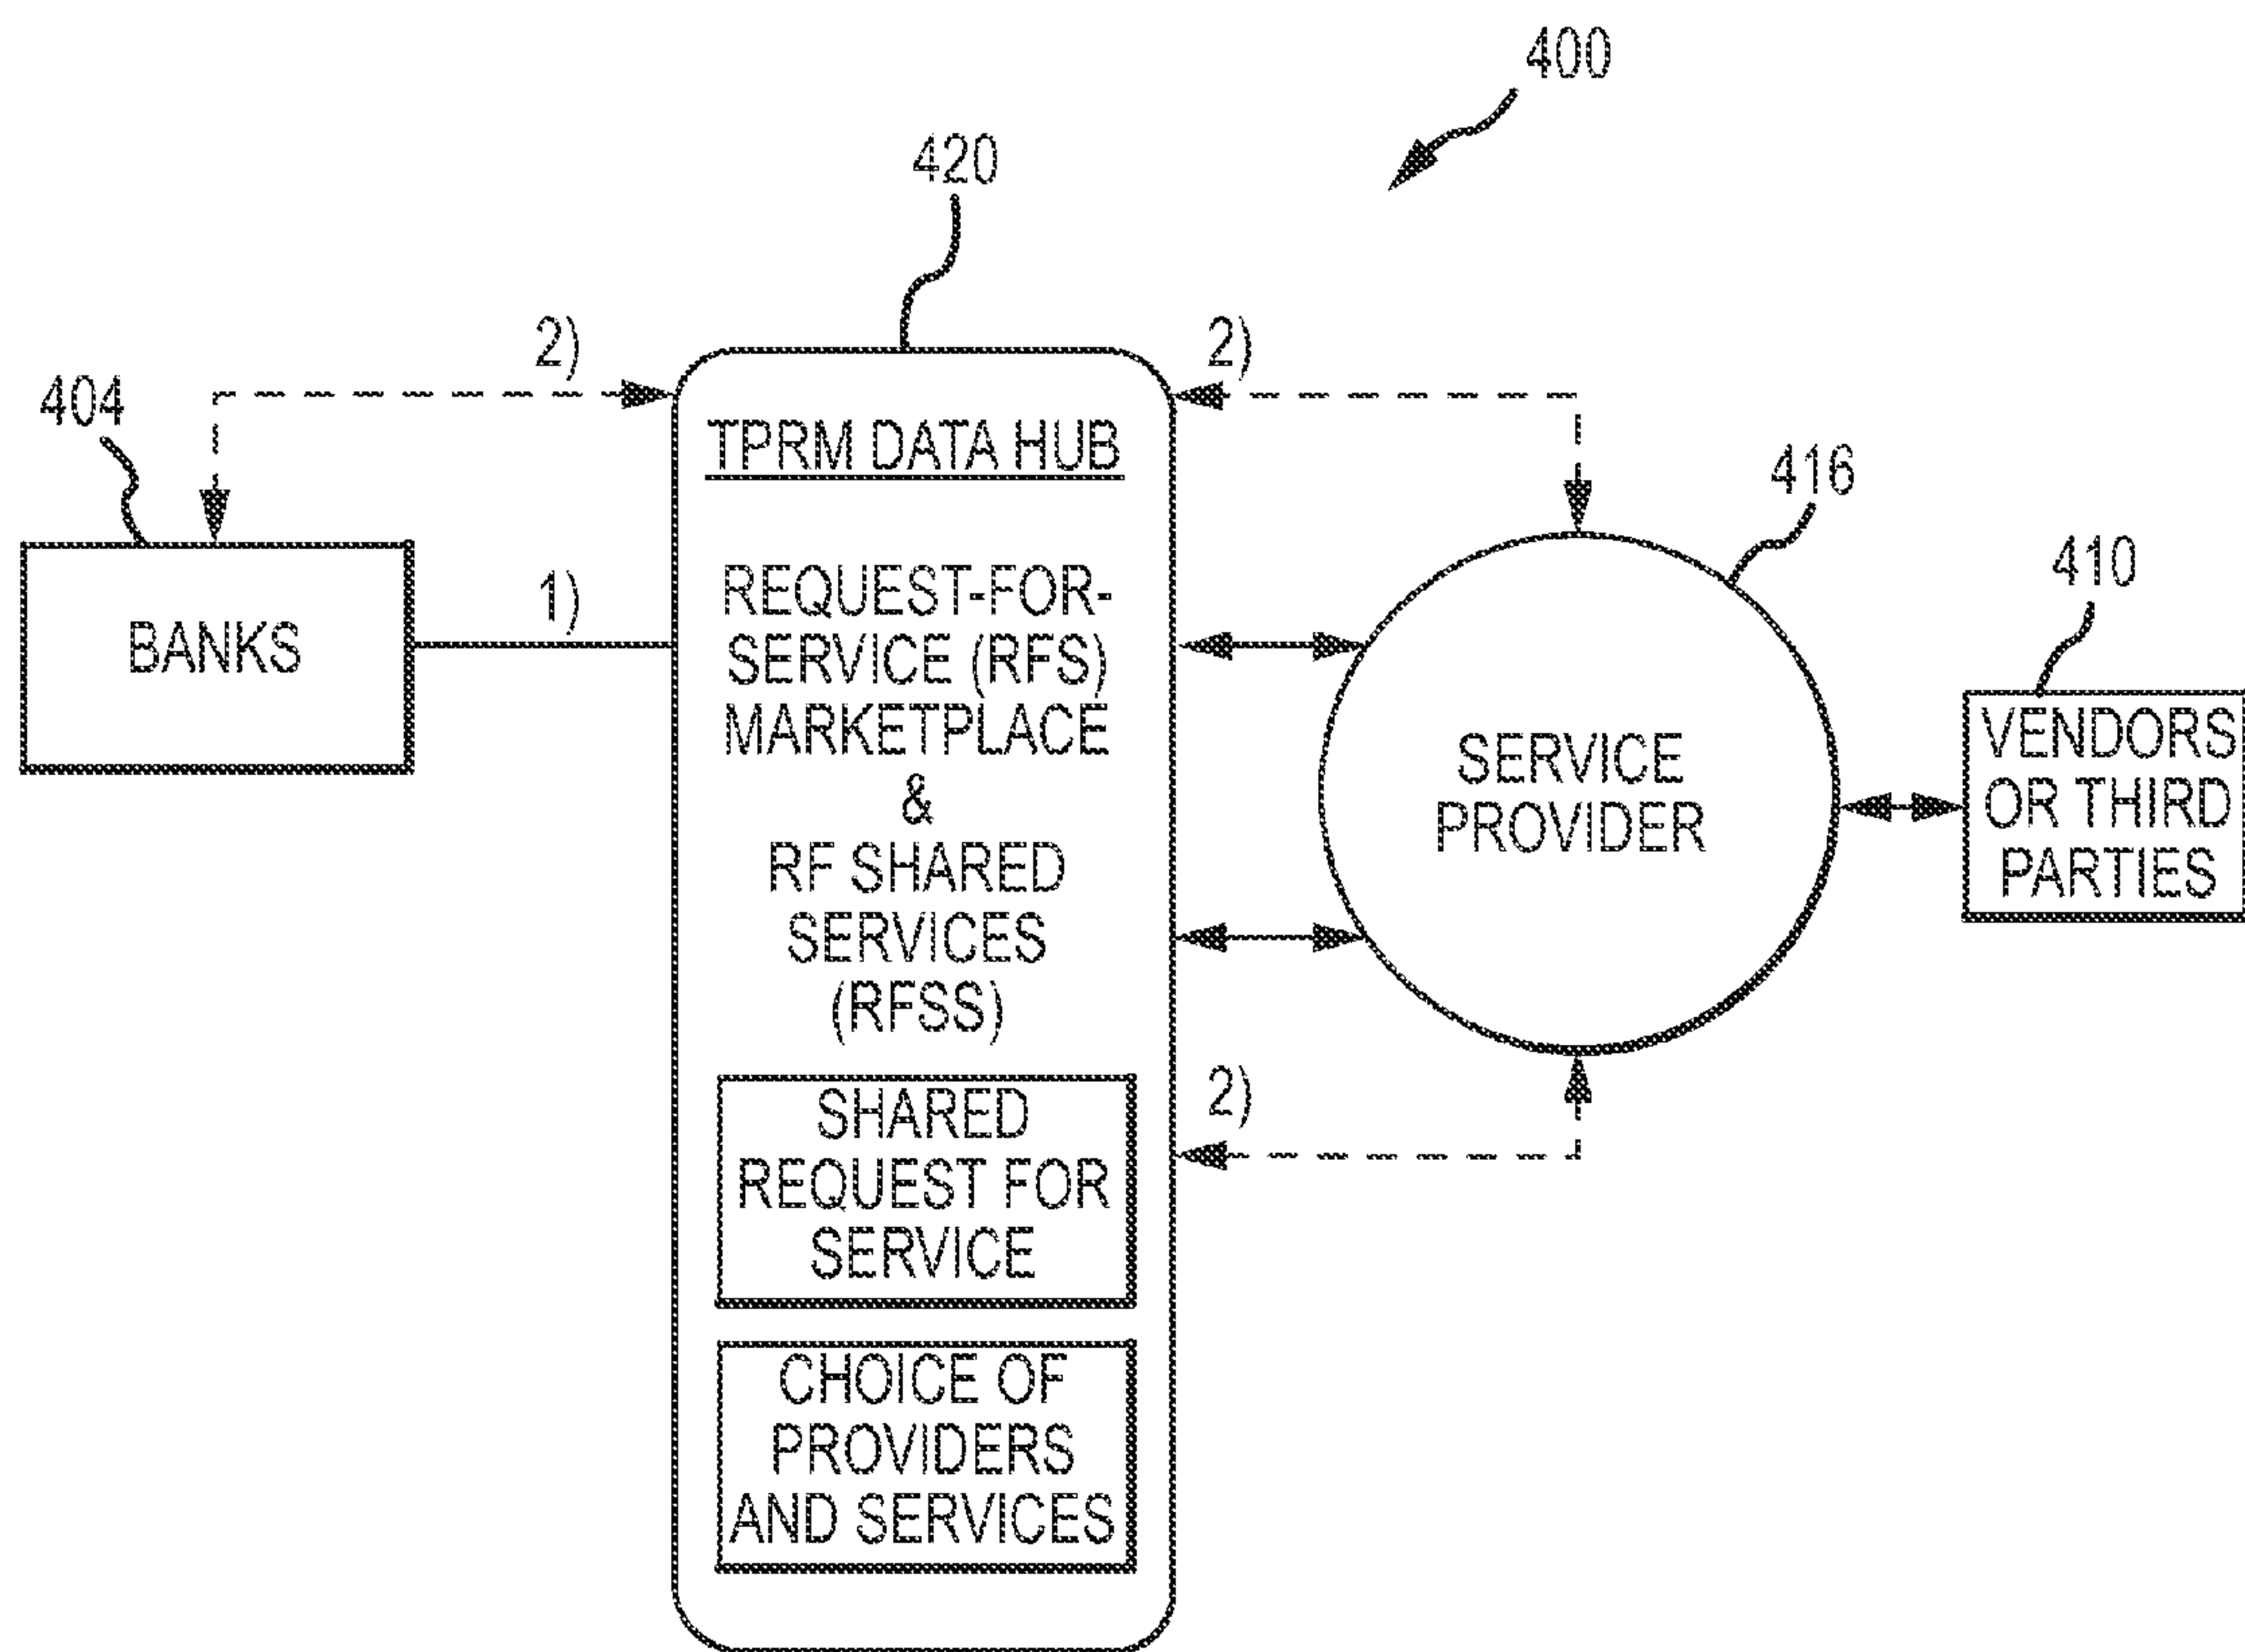 400
420
2)
2)
404
TPRM DATA HUB
416
REQUEST-FOR-
SERVICE (RFS)
MARKETPLACE
&
RF SHARED
SERVICES
(RFSS)
1)
BANKS
410
SERVICE
PROVIDER
VENDORS
OR THIRD
PARTIES
2)
SHARED
REQUEST FOR
SERVICE
CHOICE OF
PROVIDERS
AND SERVICES